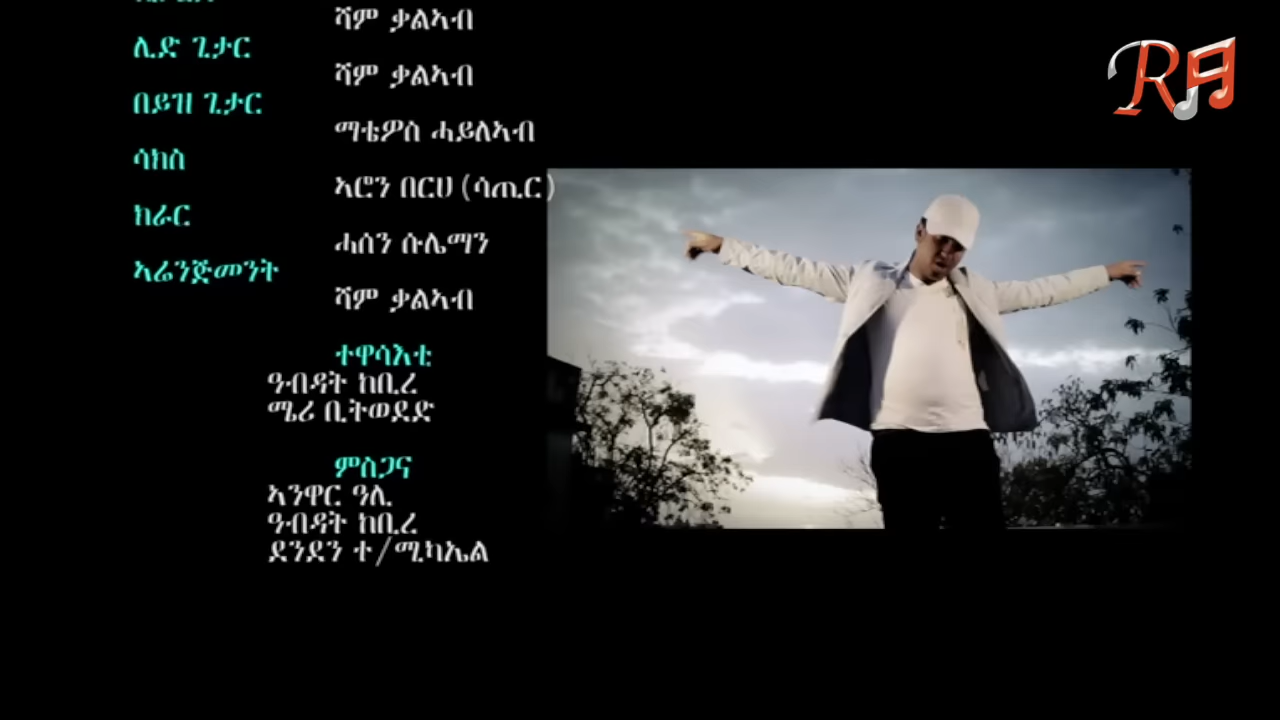 ሻም ቃልኣብ
ሊድ ጊታር
ሻም ቃልኣብ
በይዝ ጊታር
ማቴዎስ ሓይለኣብ
ሳክስ
ኣሮን በርሀ (ሳጢር)
ክራር
ሓሰን ሱሌማን
ኣሬንጅመንት
ሻም ቃልኣብ
ተዋሳእቲ
ዓብዳት ከቢረ
ሜሪ ቢትወደድ
ምስጋና
ኣንዋር ዓሊ
ዓብዳት ከቢረ
ደንደን ተ/ሚካኤል
R